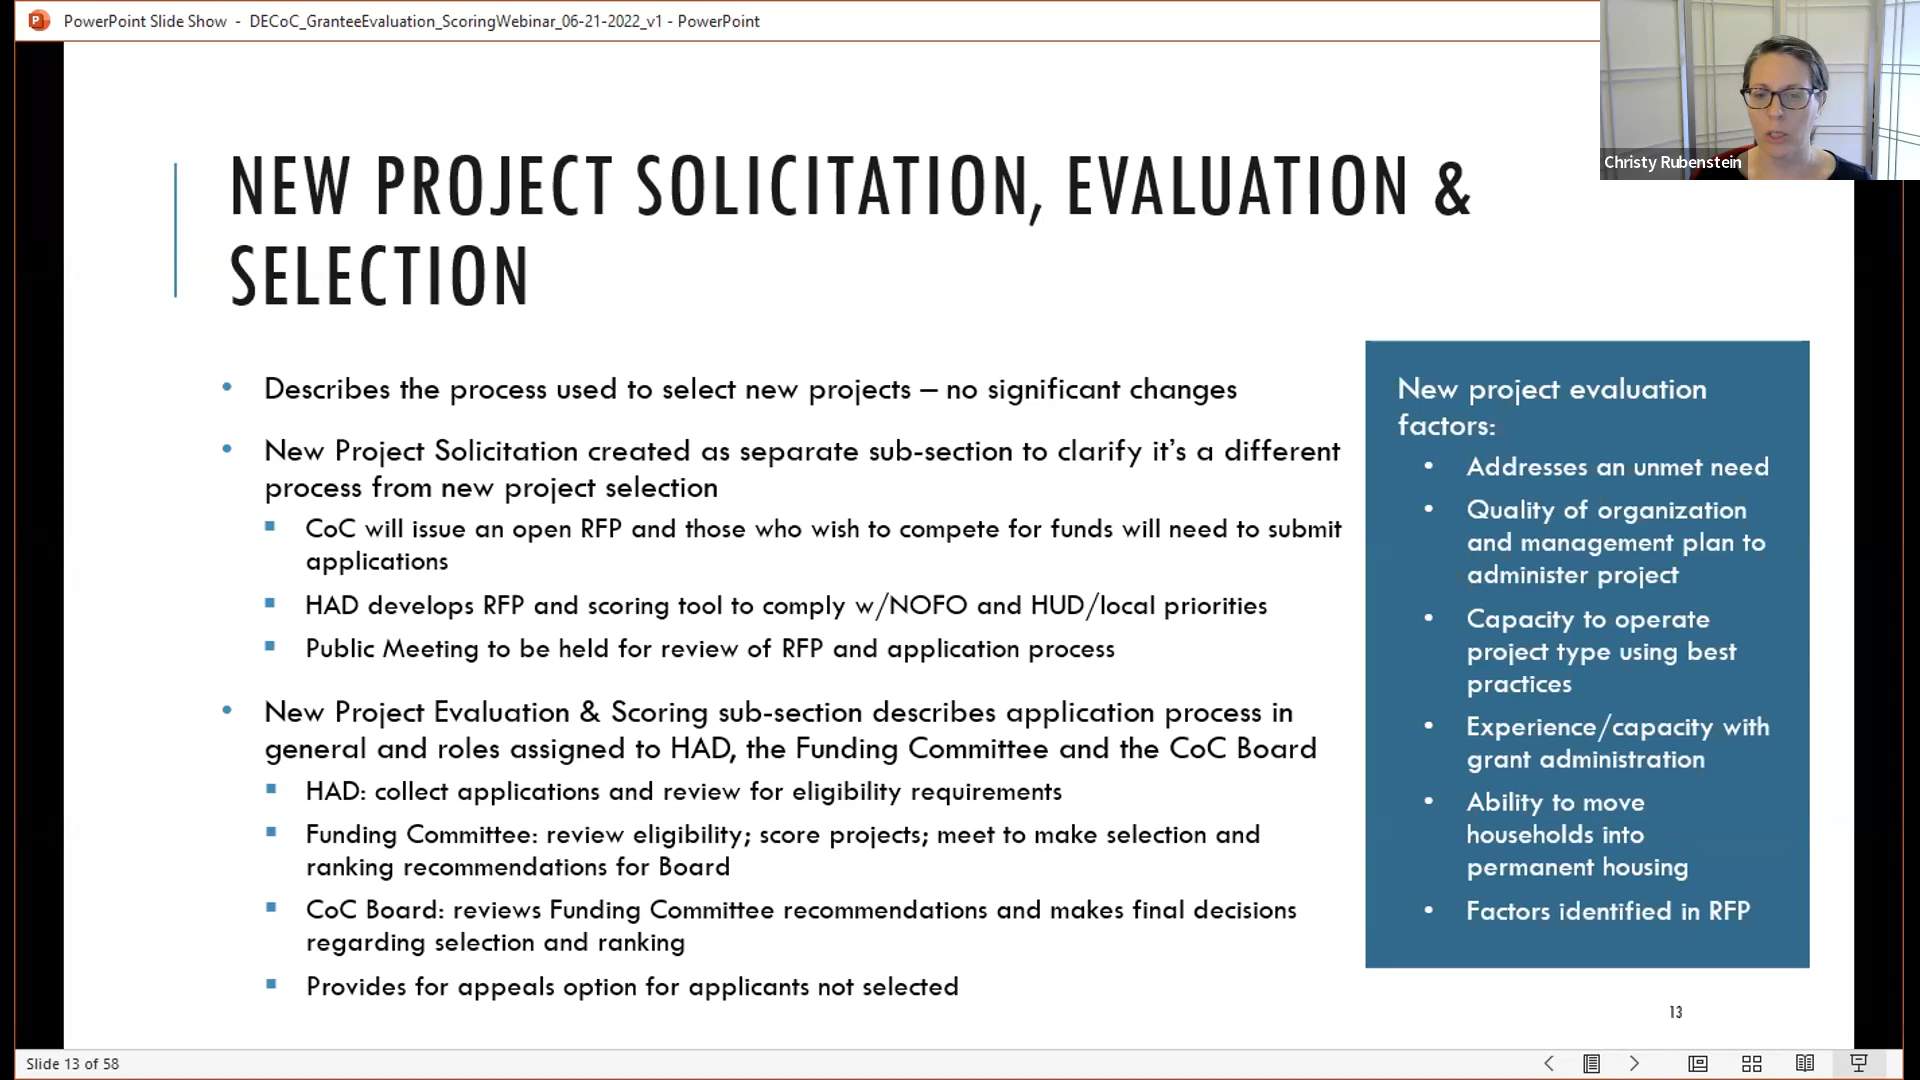 PowerPoint Slide Show - DECoC_GranteeEvaluation_ScoringWebinar_06-21-2022_v1 - PowerPoint
Christy Rubenstein
NEW PROJECT SOLICITATION, EVALUATION &
SELECTION
• Describes the process used to select new projects – no significant changes
• New Project Solicitation created as separate sub-section to clarify it's a different
process from new project selection
▪ CoC will issue an open RFP and those who wish to compete for funds will need to submit
applications
▪ HAD develops RFP and scoring tool to comply w/NOFO and HUD/local priorities
▪ Public Meeting to be held for review of RFP and application process
• New Project Evaluation & Scoring sub-section describes application process in
general and roles assigned to HAD, the Funding Committee and the CoC Board
▪ HAD: collect applications and review for eligibility requirements
▪ Funding Committee: review eligibility; score projects; meet to make selection and
ranking recommendations for Board
▪ CoC Board: reviews Funding Committee recommendations and makes final decisions
regarding selection and ranking
▪ Provides for appeals option for applicants not selected
New project evaluation
factors:
• Addresses an unmet need
• Quality of organization
and management plan to
administer project
• Capacity to operate
project type using best
practices
• Experience/capacity with
grant administration
• Ability to move
households into
permanent housing
• Factors identified in RFP
13
Slide 13 of 58